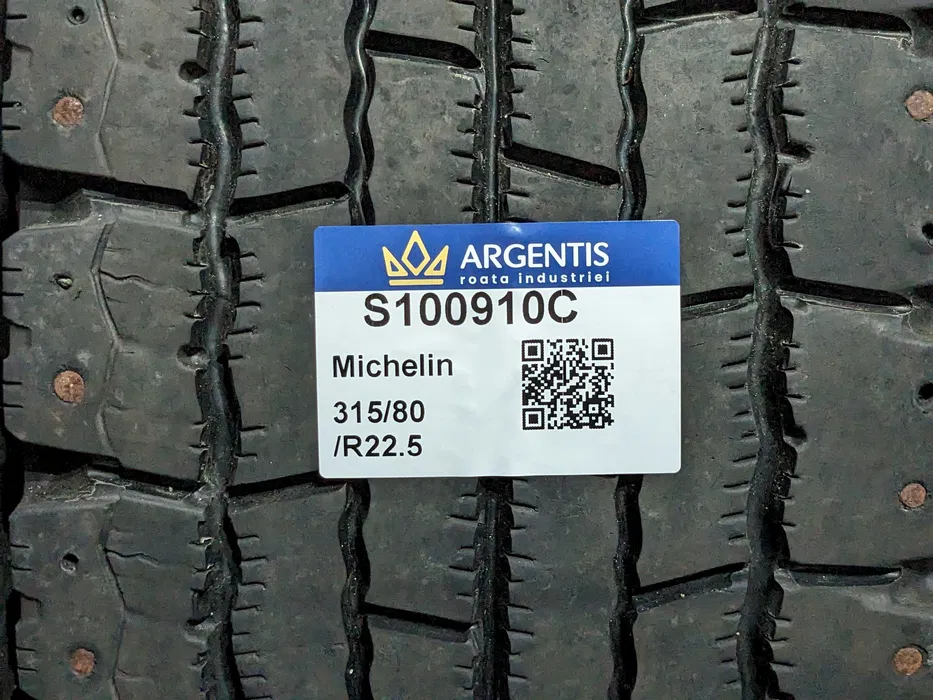 ARGENTIS
roata industriei
S100910C
Michelin
315/80
/R22.5